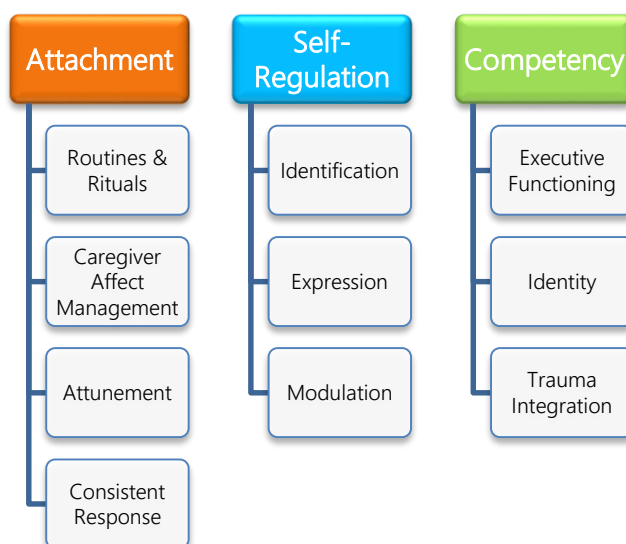 Attachment
Routines &
Rituals
Caregiver
Affect
Management
Attunement
Consistent
Response
Self-
Regulation
Identification
Expression
Modulation
Competency
Executive
Functioning
Identity
Trauma
Integration